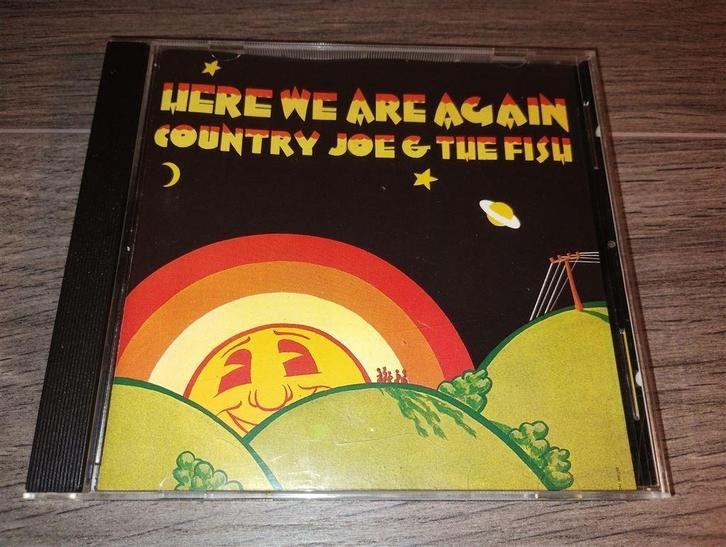 HERE WE ARE AGAIN
COUNTRY JOE & THE FISH